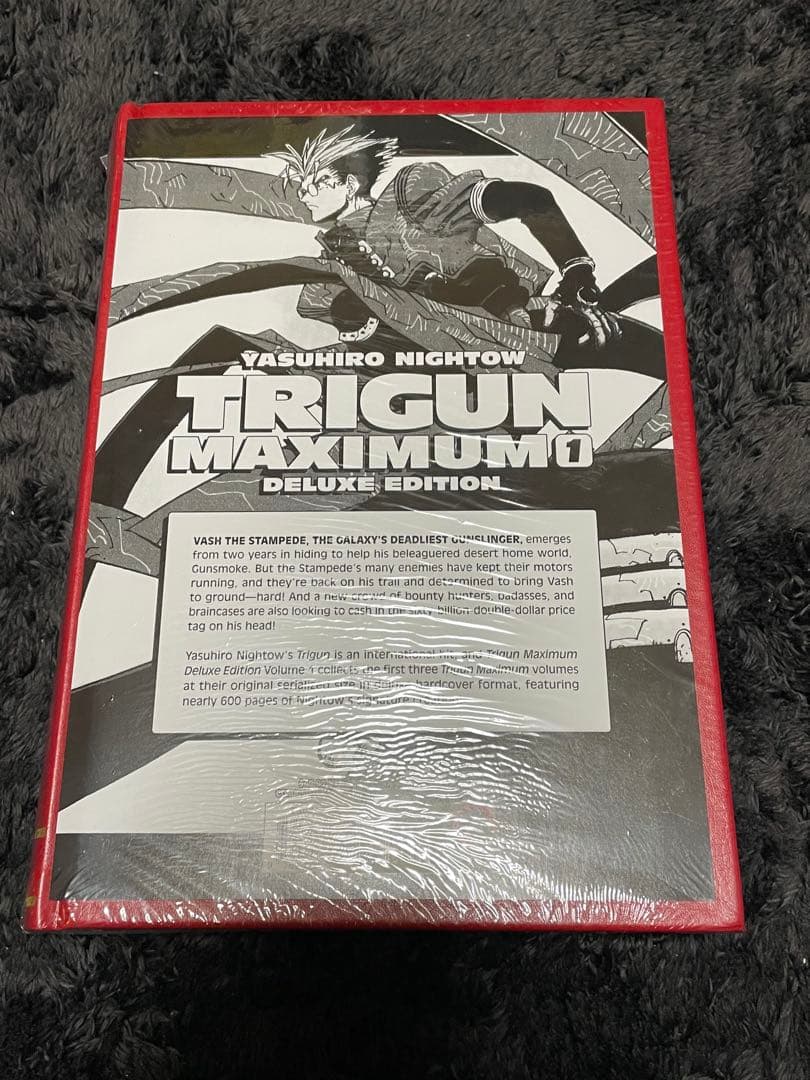 YASUHIRO NIGHTOW
TRIGUN
MAXIMUM 1
DELUXE EDITION
VASH THE STAMPEDE, THE GALAXY'S DEADLIEST GUNSLINGER, emerges
from two years in hiding to help his beleaguered desert home world,
Gunsmoke. But the Stampede's many enemies have kept their motors
running, and they're back on his trail and determined to bring Vash
to ground—hard! And a new crowd of bounty hunters, badasses, and
braincases are also looking to cash in the sixty-billion-double-dollar price
tag on his head!
Yasuhiro Nightow's Trigun is an international hit, and Trigun Maximum
Deluxe Edition Volume 1 collects the first three Trigun Maximum volumes
at their original serialized size in deluxe hardcover format, featuring
nearly 600 pages of Nightow's signature